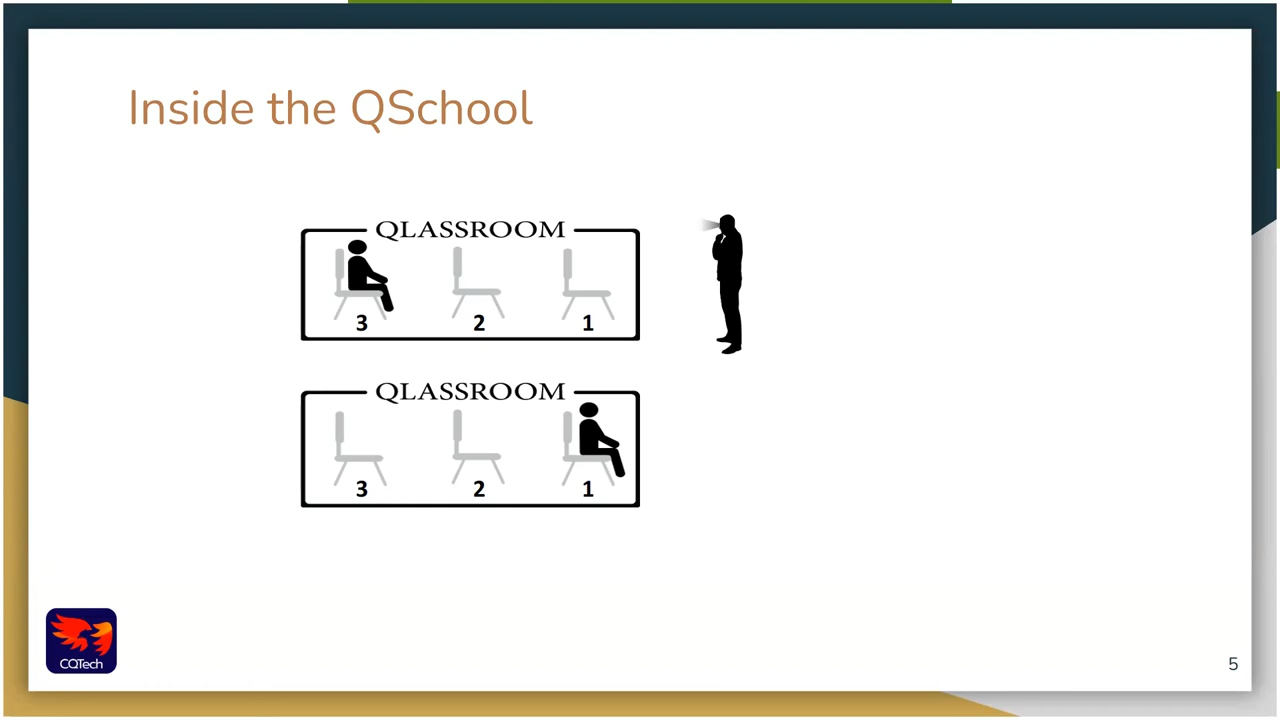 Inside the QSchool
QLASSROOM
3 2 1
QLASSROOM
3 2 1
CQTech
5